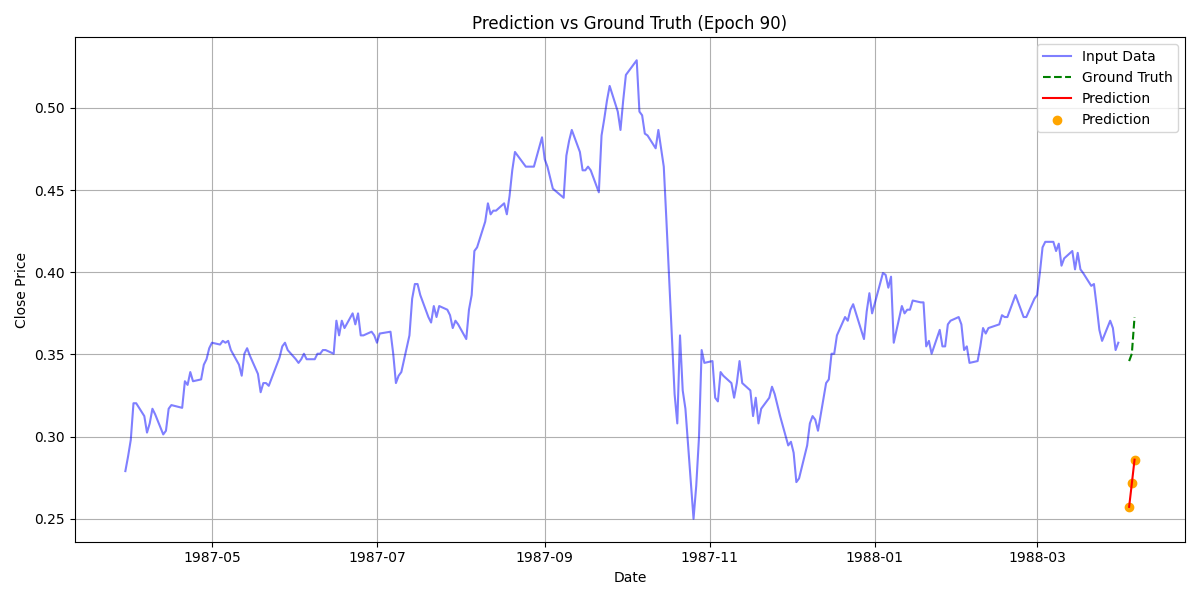 Prediction vs Ground Truth (Epoch 90)
Input Data
Ground Truth
Prediction
Prediction
Close Price
0.50
0.45
0.40
0.35
0.30
0.25
1987-05
1987-07
1987-09
1987-11
1988-01
1988-03
Date